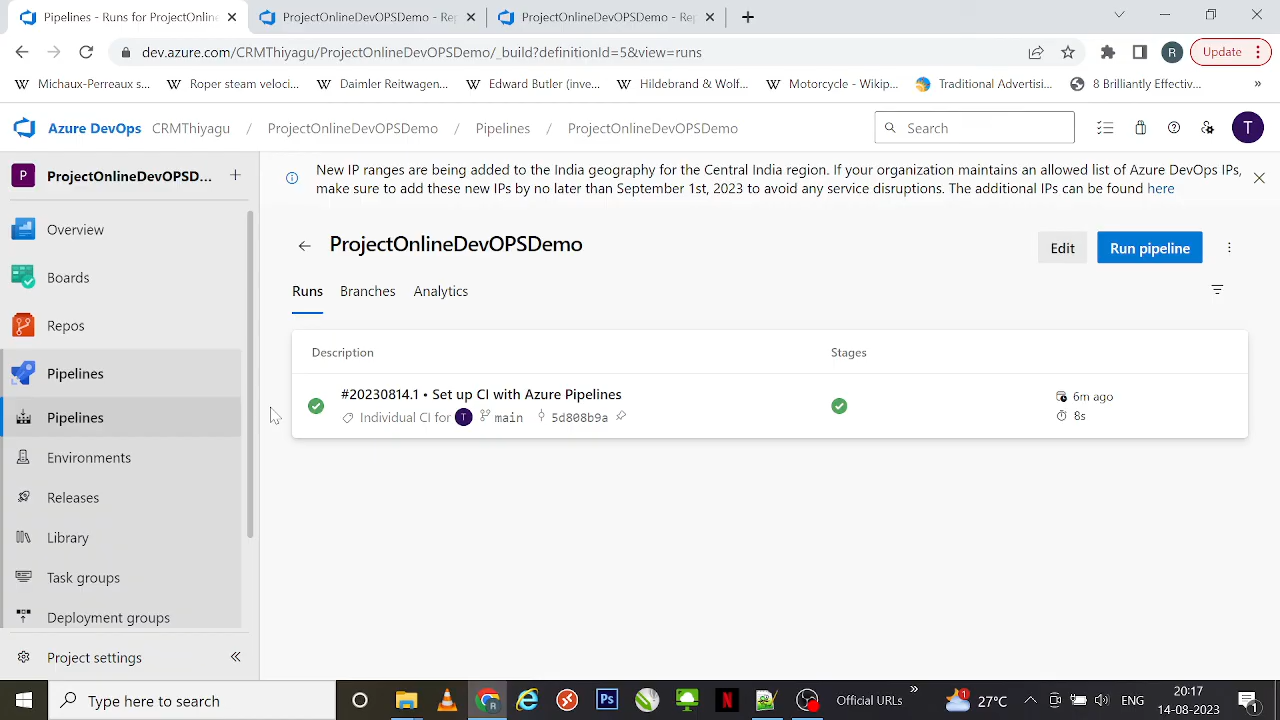 Pipelines - Runs for ProjectOnlin
ProjectOnlineDevOPSDemo - Rep
ProjectOnlineDevOPSDemo - Rep
dev.azure.com/CRMThiyagu/ProjectOnlineDevOPSDemo/_build?definitionId=5&view=runs
R
Update
Michaux-Perreaux s...
Roper steam veloci...
Daimler Reitwagen...
Edward Butler (inve...
Hildebrand & Wolf...
Motorcycle - Wikip...
Traditional Advertisi...
8 Brilliantly Effectiv...
»
Azure DevOps
CRMThiyagu / ProjectOnlineDevOPSDemo / Pipelines / ProjectOnlineDevOPSDemo
Search
T
P
ProjectOnlineDevOPSD...
Overview
Boards
Repos
Pipelines
Pipelines
Environments
Releases
Library
Task groups
Deployment groups
Project settings
New IP ranges are being added to the India geography for the Central India region. If your organization maintains an allowed list of Azure DevOps IPs,
make sure to add these new IPs by no later than September 1st, 2023 to avoid any service disruptions. The additional IPs can be found here
ProjectOnlineDevOPSDemo
Edit
Run pipeline
Runs
Branches
Analytics
Description
Stages
#20230814.1 • Set up CI with Azure Pipelines
6m ago
Individual CI for T main 5d808b9a
8s
Type here to search
Ps
N
R
Official URLs
»
1
27°C
ENG
20:17
14-08-2023
1